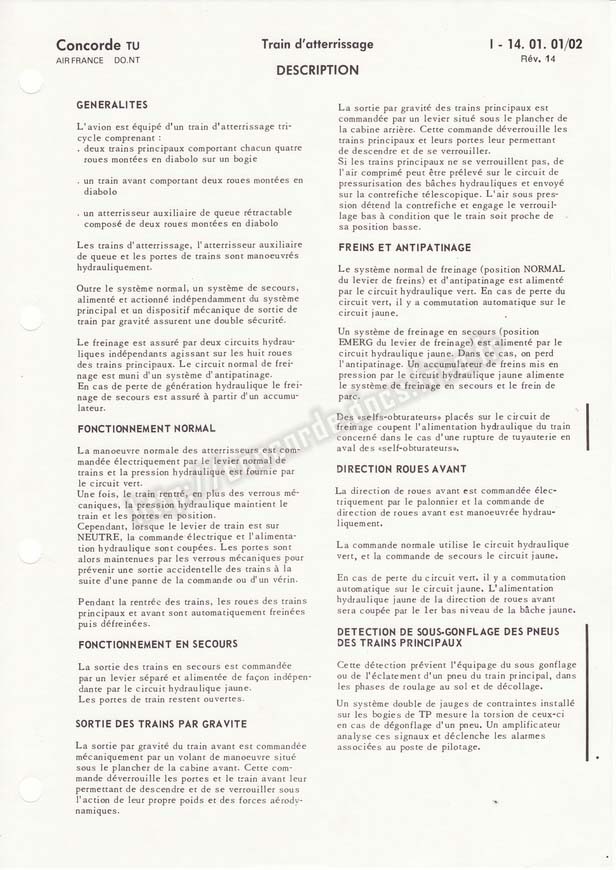 Concorde TU
AIR FRANCE DO.NT
Train d'atterrissage
DESCRIPTION
I - 14. 01. 01/02
Rév. 14
GENERALITES
L'avion est équipé d'un train d'atterrissage tri-
cycle comprenant :
. deux trains principaux comportant chacun quatre
roues montées en diabolo sur un bogie
. un train avant comportant deux roues montées en
diabolo
. un atterrisseur auxiliaire de queue rétractable
composé de deux roues montées en diabolo
Les trains d'atterrissage, l'atterrisseur auxiliaire
de queue et les portes de trains sont manoeuvrés
hydrauliquement.
Outre le système normal, un système de secours,
alimenté et actionné indépendamment du système
principal et un dispositif mécanique de sortie de
train par gravité assurent une double sécurité.
Le freinage est assuré par deux circuits hydrau-
liques indépendants agissant sur les huit roues
des trains principaux. Le circuit normal de frei-
nage est muni d'un système d'antipatinage.
En cas de perte de génération hydraulique le frei-
nage de secours est assuré à partir d'un accumu-
lateur.
FONCTIONNEMENT NORMAL
La manoeuvre normale des atterrisseurs est com-
mandée électriquement par le levier normal de
trains et la pression hydraulique est fournie par
le circuit vert.
Une fois, le train rentré, en plus des verrous mé-
caniques, la pression hydraulique maintient le
train et les portes en position.
Cependant, lorsque le levier de train est sur
NEUTRE, la commande électrique et l'alimenta-
tion hydraulique sont coupées. Les portes sont
alors maintenues par les verrous mécaniques pour
prévenir une sortie accidentelle des trains à la
suite d'une panne de la commande ou d'un vérin.
Pendant la rentrée des trains, les roues des trains
principaux et avant sont automatiquement freinées
puis défreinées.
FONCTIONNEMENT EN SECOURS
La sortie des trains en secours est commandée
par un levier séparé et alimentée de façon indépen-
dante par le circuit hydraulique jaune.
Les portes de train restent ouvertes.
SORTIE DES TRAINS PAR GRAVITE
La sortie par gravité du train avant est commandée
mécaniquement par un volant de manoeuvre situé
sous le plancher de la cabine avant. Cette com-
mande déverrouille les portes et le train avant leur
permettant de descendre et de se verrouiller sous
l'action de leur propre poids et des forces aérody-
namiques.
La sortie par gravité des trains principaux est
commandée par un levier situé sous le plancher de
la cabine arrière. Cette commande déverrouille les
trains principaux et leurs portes leur permettant
de descendre et de se verrouiller.
Si les trains principaux ne se verrouillent pas, de
l'air comprimé peut être prélevé sur le circuit de
pressurisation des bâches hydrauliques et envoyé
sur la contrefiche télescopique. L'air sous pres-
sion détend la contrefiche et engage le verrouil-
lage bas à condition que le train soit proche de
sa position basse.
FREINS ET ANTIPATINAGE
Le système normal de freinage (position NORMAL
du levier de freins) et d'antipatinage est alimenté
par le circuit hydraulique vert. En cas de perte du
circuit vert, il y a commutation automatique sur le
circuit jaune.
Un système de freinage en secours (position
EMERG du levier de freinage) est alimenté par le
circuit hydraulique jaune. Dans ce cas, on perd
l'antipatinage. Un accumulateur de freins mis en
pression par le circuit hydraulique jaune alimente
le système de freinage en secours et le frein de
parc.
Des «selfs-obturateurs» placés sur le circuit de
freinage coupent l'alimentation hydraulique du train
concerné dans le cas d'une rupture de tuyauterie en
aval des «self-obturateurs».
DIRECTION ROUES AVANT
La direction de roues avant est commandée élec-
triquement par le palonnier et la commande de
direction de roues avant est manoeuvrée hydrau-
liquement.
La commande normale utilise le circuit hydraulique
vert, et la commande de secours le circuit jaune.
En cas de perte du circuit vert, il y a commutation
automatique sur le circuit jaune. L'alimentation
hydraulique jaune de la direction de roues avant
sera coupée par le 1er bas niveau de la bâche jaune.
DETECTION DE SOUS-GONFLAGE DES PNEUS
DES TRAINS PRINCIPAUX
Cette détection prévient l'équipage du sous gonflage
ou de l'éclatement d'un pneu du train principal, dans
les phases de roulage au sol et de décollage.
Un système double de jauges de contraintes installé
sur les bogies de TP mesure la torsion de ceux-ci
en cas de dégonflage d'un pneu. Un amplificateur
analyse ces signaux et déclenche les alarmes
associées au poste de pilotage.